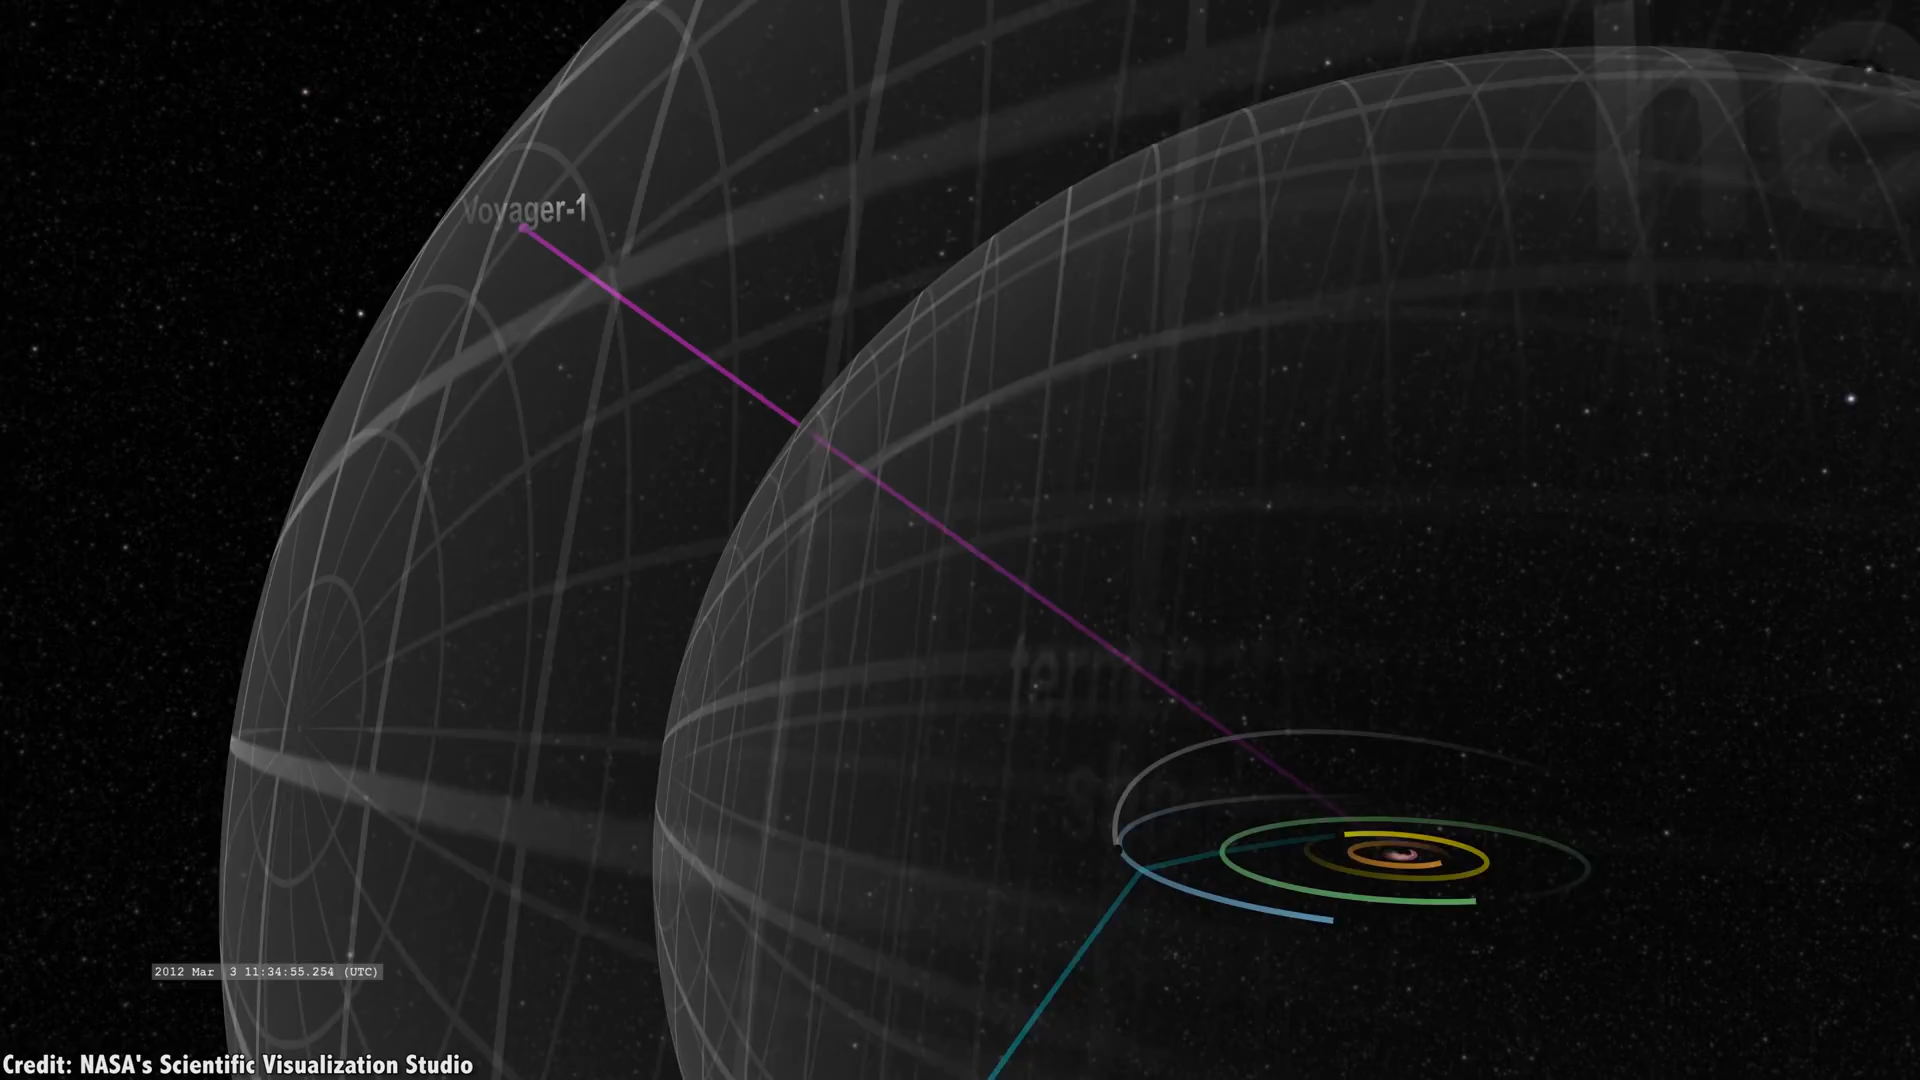 Voyager-1
2012 Mar 3 11:34:55.254 (UTC)
Credit: NASA's Scientific Visualization Studio